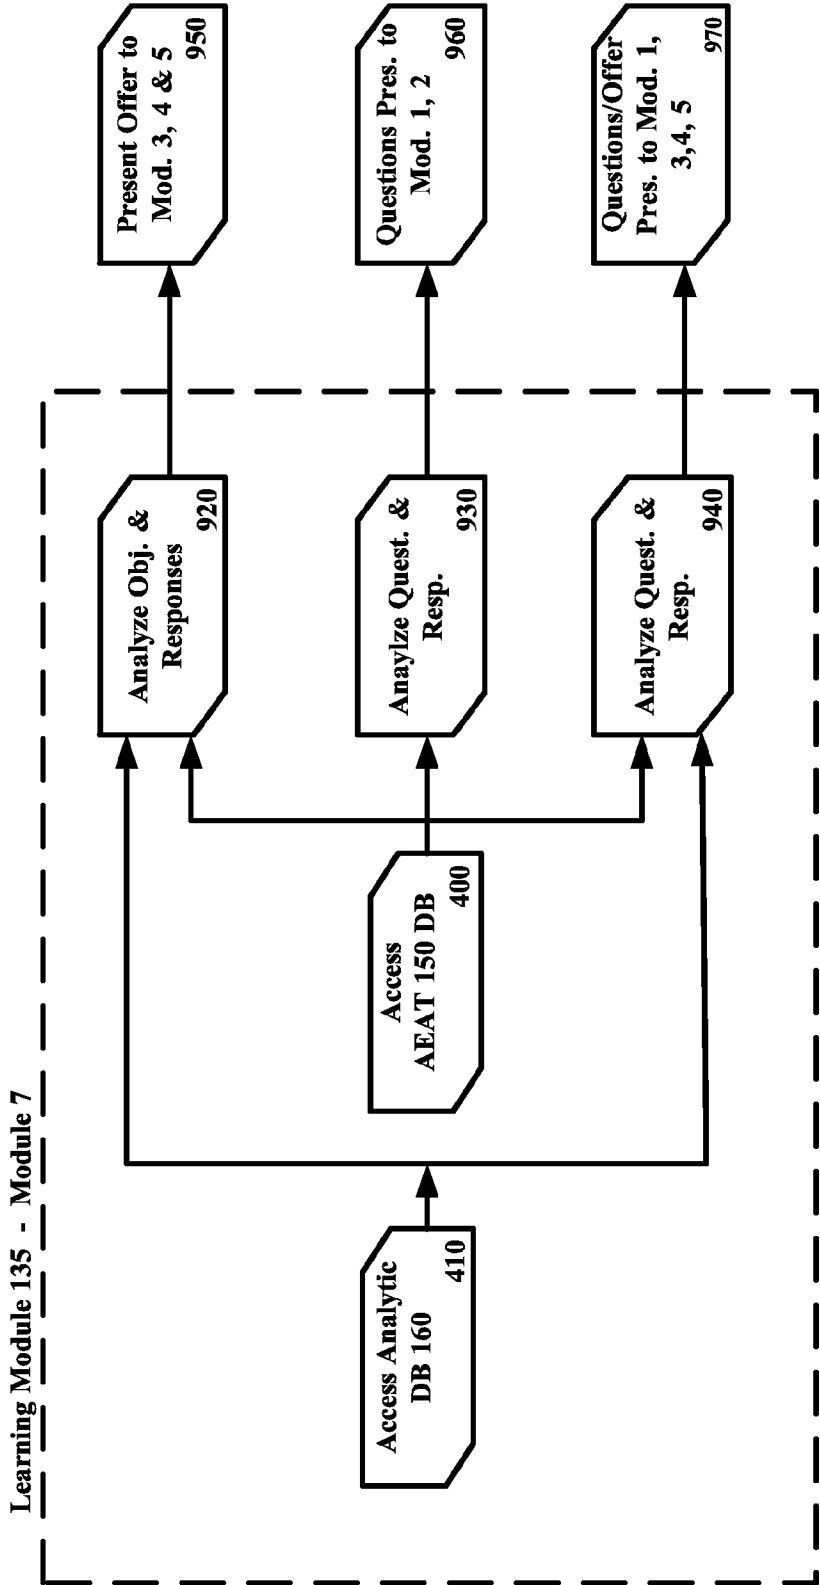 Learning Module 135 - Module 7
Access Analytic
DB 160
410
Access
AEAT 150 DB
400
Analyze Obj. &
Responses
920
Anaylze Quest. &
Resp.
930
Analyze Quest. &
Resp.
940
Present Offer to
Mod. 3, 4 & 5
950
Questions Pres. to
Mod. 1, 2
960
Questions/Offer
Pres. to Mod. 1,
3,4, 5
970